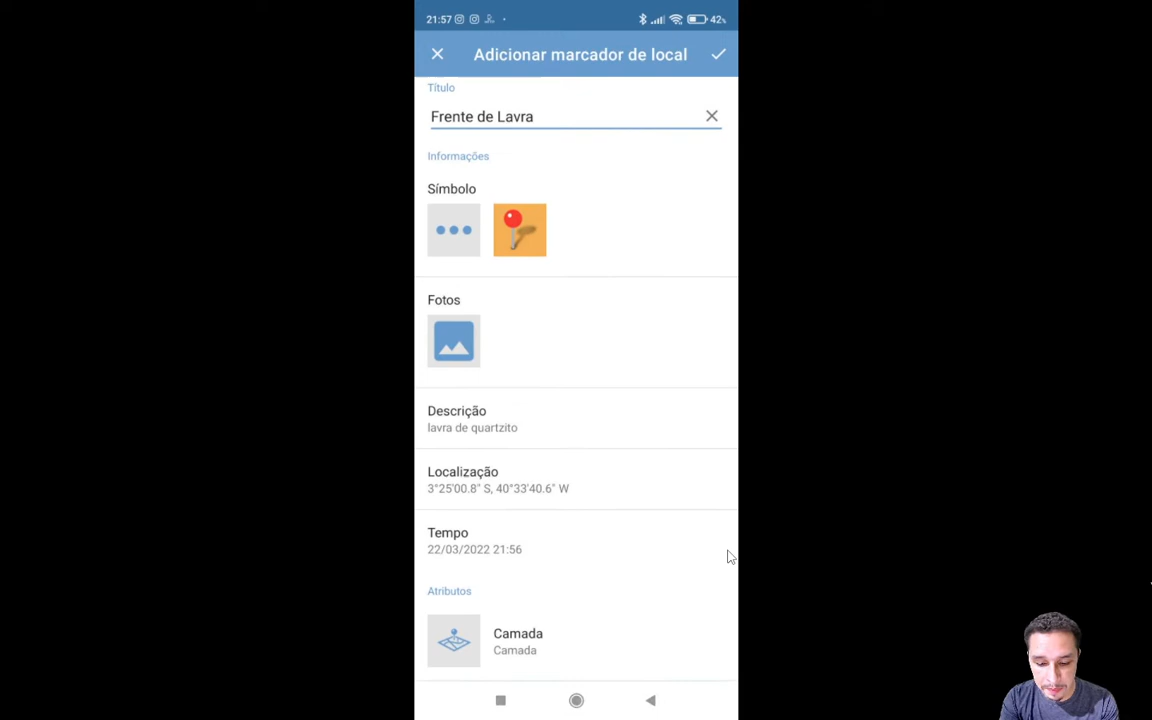 21:57 42%
Adicionar marcador de local
Título
Frente de Lavra
Informações
Símbolo
Fotos
Descrição
lavra de quartzito
Localização
3°25'00.8" S, 40°33'40.6" W
Tempo
22/03/2022 21:56
Atributos
Camada
Camada